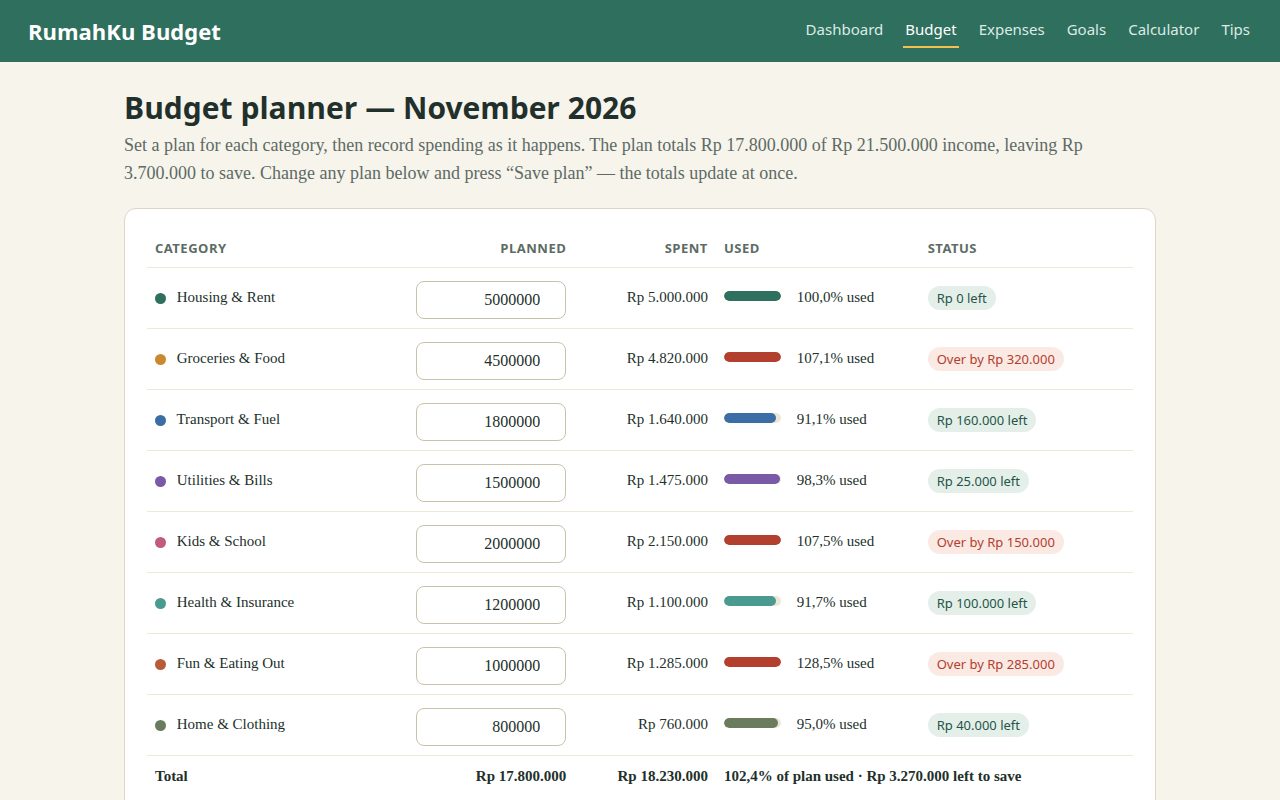 RumahKu Budget
Dashboard Budget Expenses Goals Calculator Tips
Budget planner — November 2026
Set a plan for each category, then record spending as it happens. The plan totals Rp 17.800.000 of Rp 21.500.000 income, leaving Rp
3.700.000 to save. Change any plan below and press “Save plan” — the totals update at once.
CATEGORY PLANNED SPENT USED STATUS
Housing & Rent 5000000 Rp 5.000.000 100,0% used Rp 0 left
Groceries & Food 4500000 Rp 4.820.000 107,1% used Over by Rp 320.000
Transport & Fuel 1800000 Rp 1.640.000 91,1% used Rp 160.000 left
Utilities & Bills 1500000 Rp 1.475.000 98,3% used Rp 25.000 left
Kids & School 2000000 Rp 2.150.000 107,5% used Over by Rp 150.000
Health & Insurance 1200000 Rp 1.100.000 91,7% used Rp 100.000 left
Fun & Eating Out 1000000 Rp 1.285.000 128,5% used Over by Rp 285.000
Home & Clothing 800000 Rp 760.000 95,0% used Rp 40.000 left
Total Rp 17.800.000 Rp 18.230.000 102,4% of plan used · Rp 3.270.000 left to save